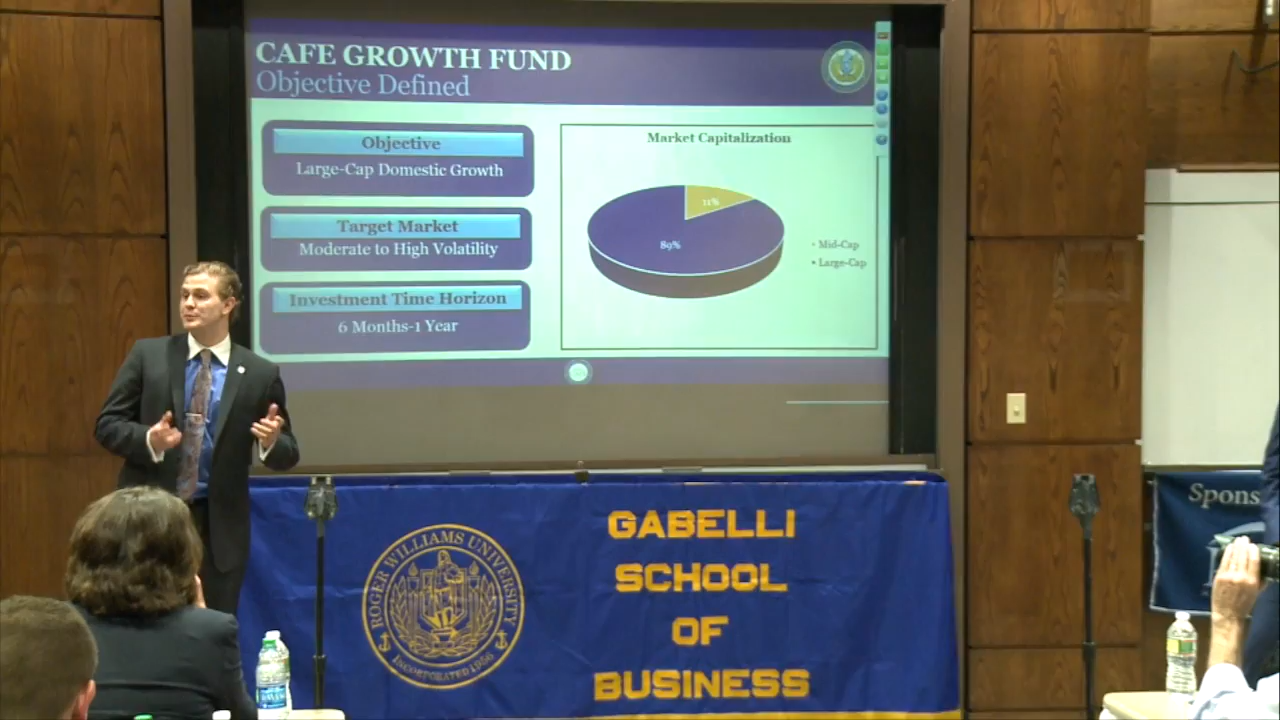 CAFE GROWTH FUND
Objective Defined
Objective
Large-Cap Domestic Growth
Target Market
Moderate to High Volatility
Investment Time Horizon
6 Months-1 Year
Market Capitalization
11%
89%
Mid-Cap
Large-Cap
GABELLI
SCHOOL
OF
BUSINESS
ROGER WILLIAMS UNIVERSITY
INCORPORATED 1956
Spons